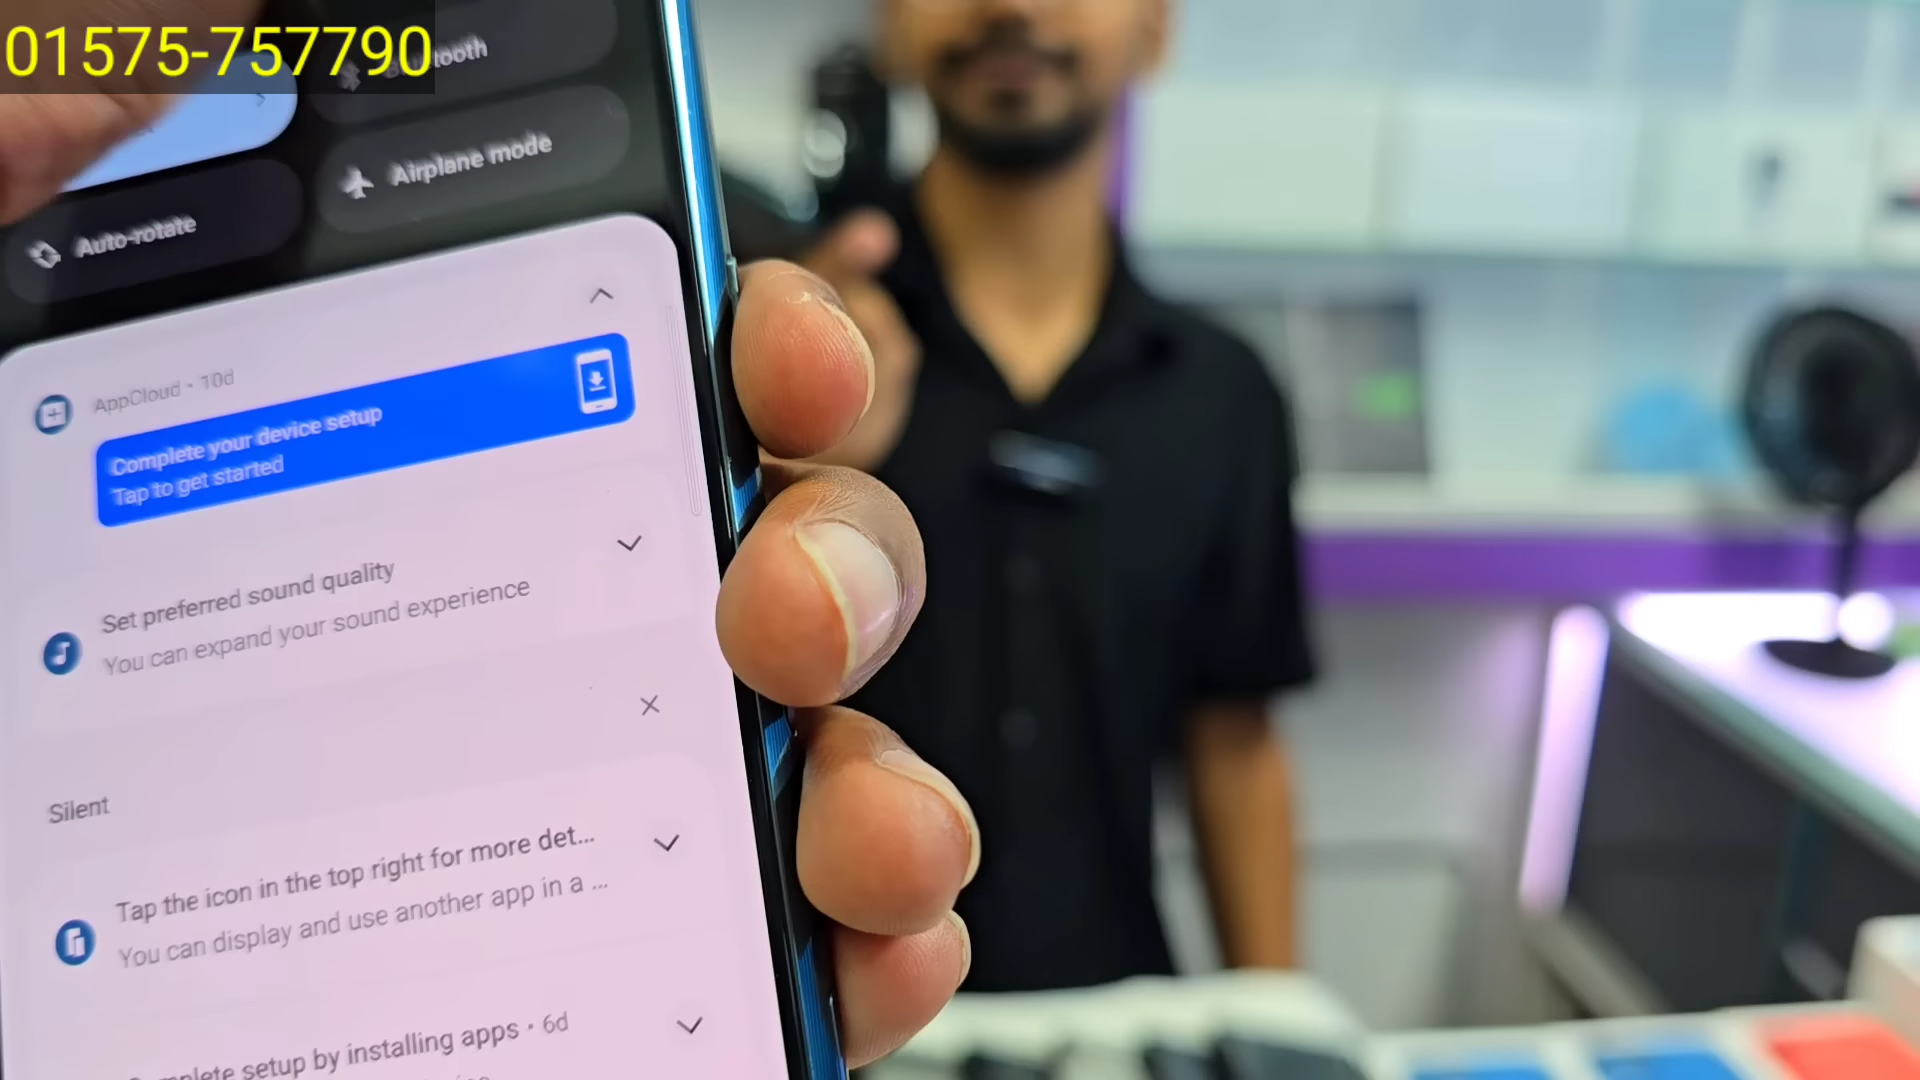 01575-757790
Airplane mode
Auto-rotate
AppCloud • 10d
Complete your device setup
Tap to get started
Set preferred sound quality
You can expand your sound experience
Silent
Tap the icon in the top right for more det...
You can display and use another app in a ...
setup by installing apps • 6d